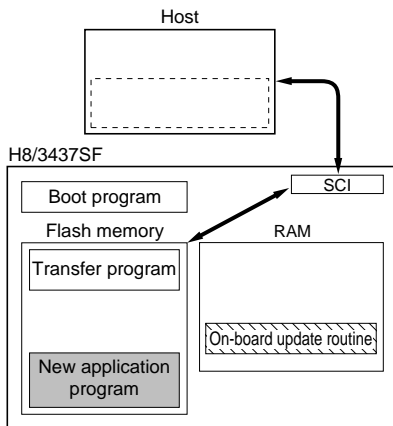 Host
H8/3437SF
SCI
Boot program
Flash memory
RAM
Transfer program
On-board update routine
New application
program